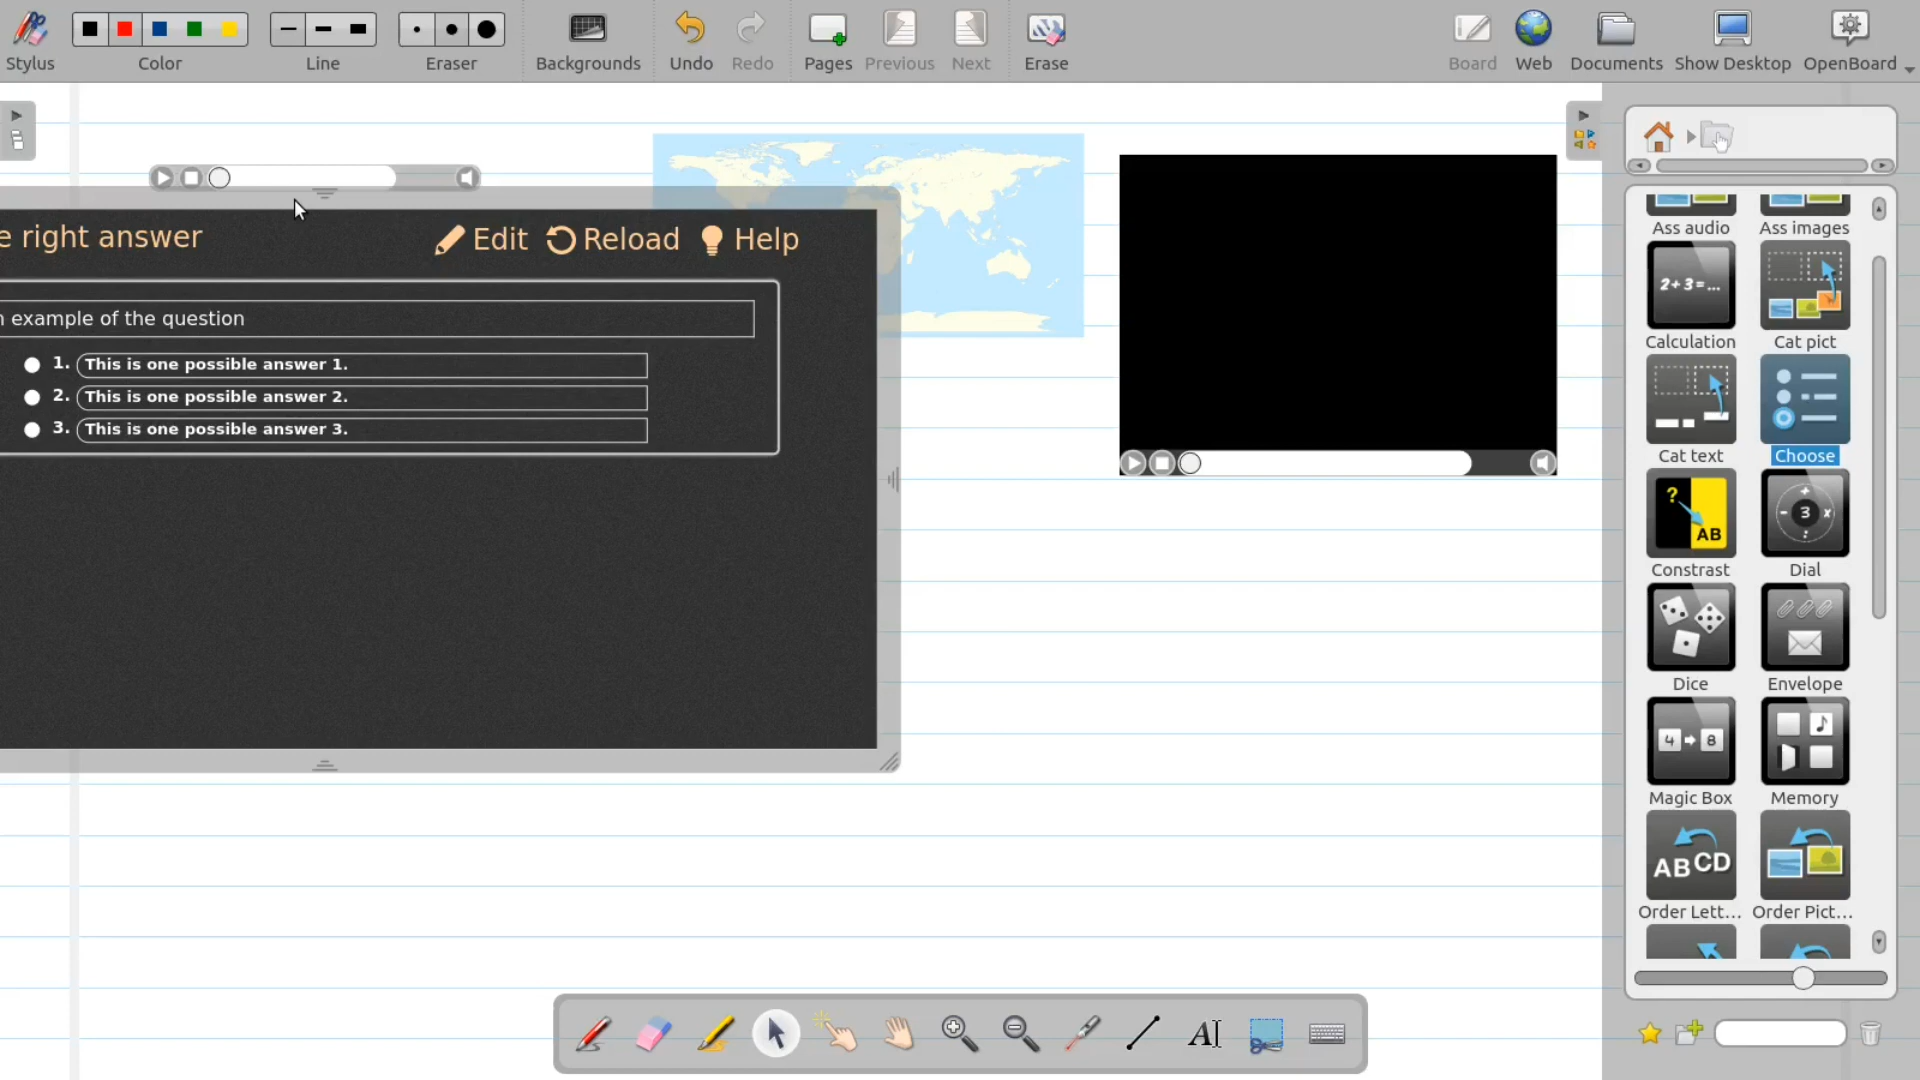 Stylus
Color
Line
Eraser
Backgrounds
Undo
Redo
Pages
Previous
Next
Erase
Board
Web
Documents
Show Desktop
OpenBoard
e right answer
Edit
Reload
Help
n example of the question
1. This is one possible answer 1.
2. This is one possible answer 2.
3. This is one possible answer 3.
Ass audio
Ass images
2+3=...
Calculation
Cat pict
Cat text
Choose
? AB
- 3 x
Constrast
Dial
Dice
Envelope
4 8
Magic Box
Memory
ABCD
Order Lett...
Order Pict...
AI